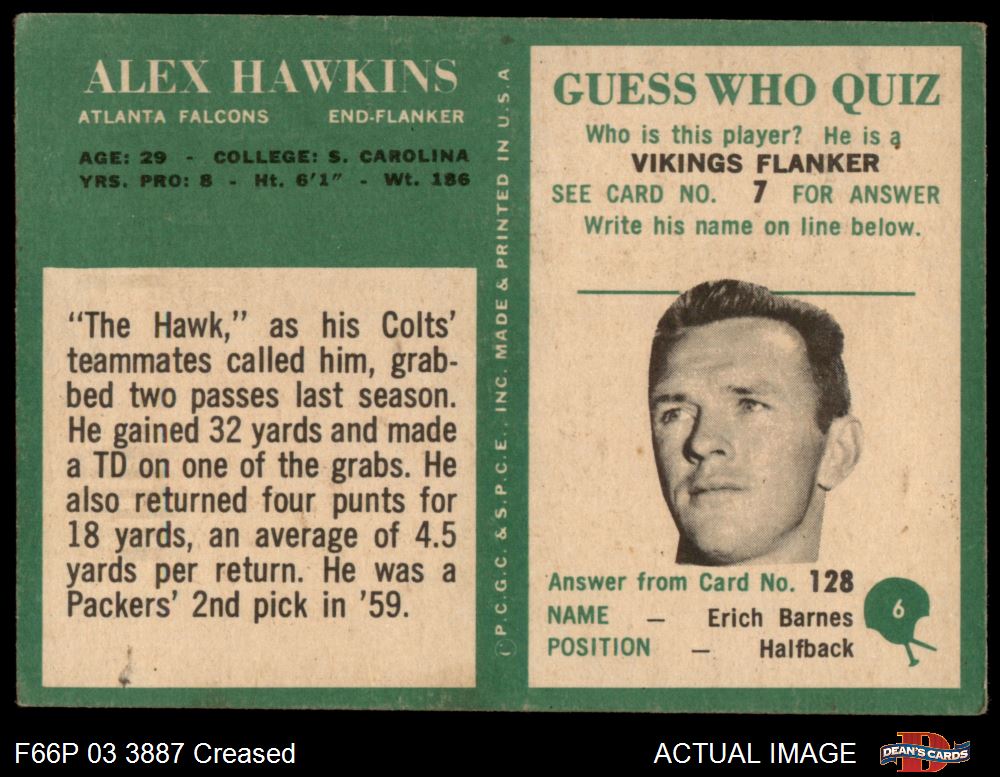 ALEX HAWKINS
ATLANTA FALCONS END-FLANKER
AGE: 29 - COLLEGE: S. CAROLINA
YRS. PRO: 8 - Ht. 6'1" - Wt. 186
"The Hawk," as his Colts'
teammates called him, grab-
bed two passes last season.
He gained 32 yards and made
a TD on one of the grabs. He
also returned four punts for
18 yards, an average of 4.5
yards per return. He was a
Packers' 2nd pick in '59.
©P.C.G.C. & S.P.C.E., INC. MADE & PRINTED IN U.S.A.
GUESS WHO QUIZ
Who is this player? He is a
VIKINGS FLANKER
SEE CARD NO. 7 FOR ANSWER
Write his name on line below.
Answer from Card No. 128
NAME — Erich Barnes
POSITION — Halfback
6
F66P 03 3887 Creased
ACTUAL IMAGE
D
DEAN'S CARDS